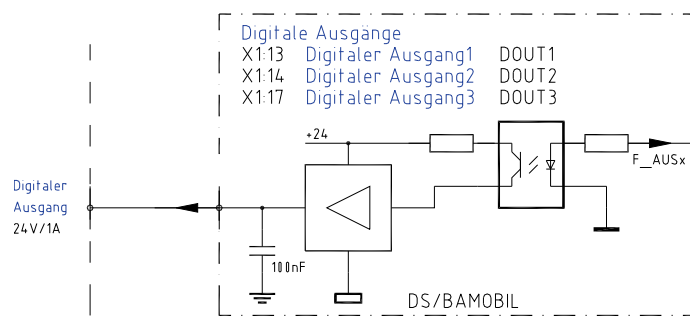 Digitale Ausgänge
X1:13 Digitaler Ausgang1 DOUT1
X1:14 Digitaler Ausgang2 DOUT2
X1:17 Digitaler Ausgang3 DOUT3
+24
F_AUSx
Digitaler
Ausgang
24V/1A
100nF
DS/BAMOBIL